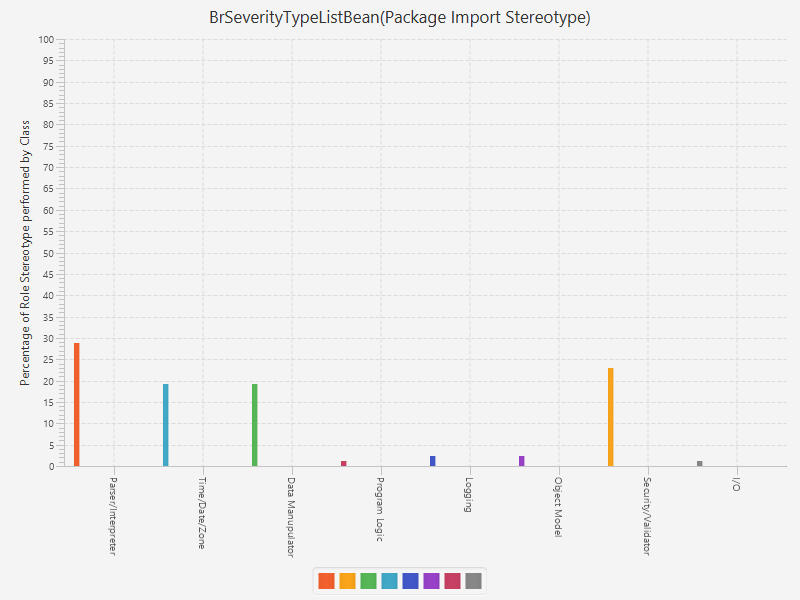 BrSeverityTypeListBean(Package Import Stereotype)
Percentage of Role Stereotype performed by Class
100
95
90
85
80
75
70
65
60
55
50
45
40
35
30
25
20
15
10
5
0
Parser/Interpreter
Time/Date/Zone
Data Manupulator
Program Logic
Logging
Object Model
Security/Validator
I/O